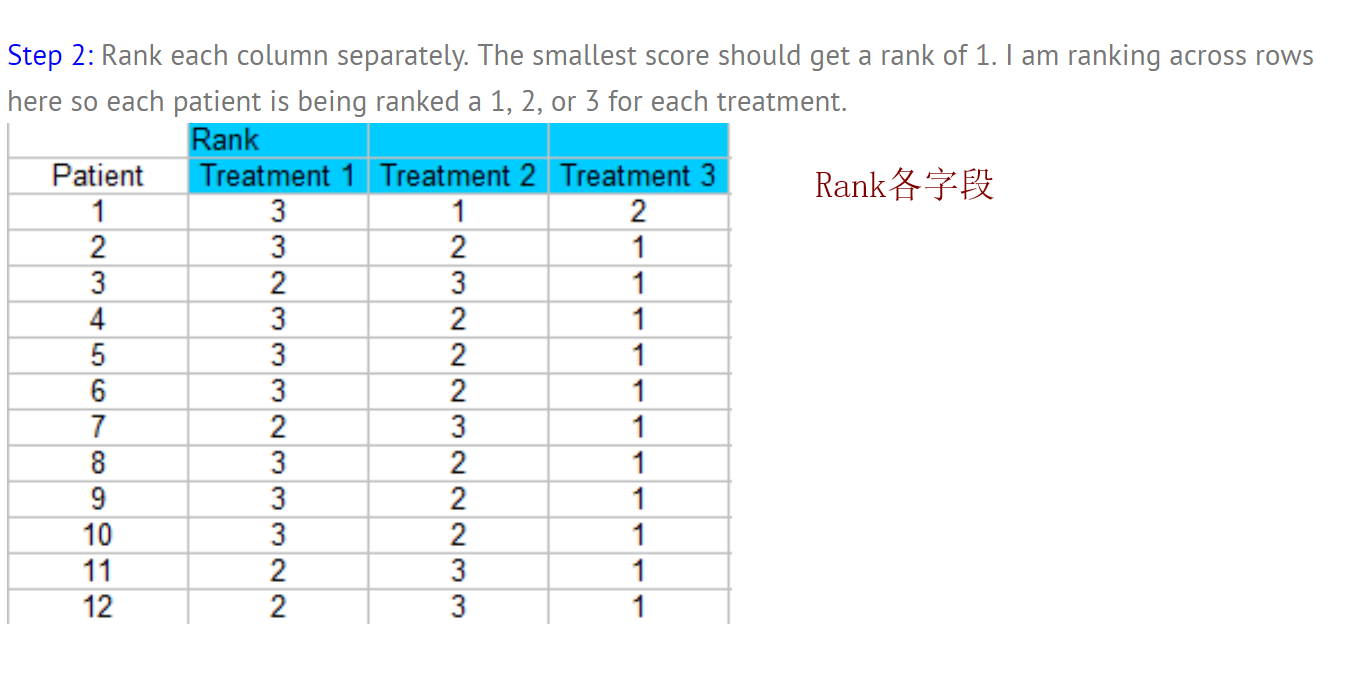 Step 2: Rank each column separately. The smallest score should get a rank of 1. I am ranking across rows
here so each patient is being ranked a 1, 2, or 3 for each treatment.
Rank
Patient Treatment 1 Treatment 2 Treatment 3
1 3 1 2
2 3 2 1
3 2 3 1
4 3 2 1
5 3 2 1
6 3 2 1
7 2 3 1
8 3 2 1
9 3 2 1
10 3 2 1
11 2 3 1
12 2 3 1
Rank各字段